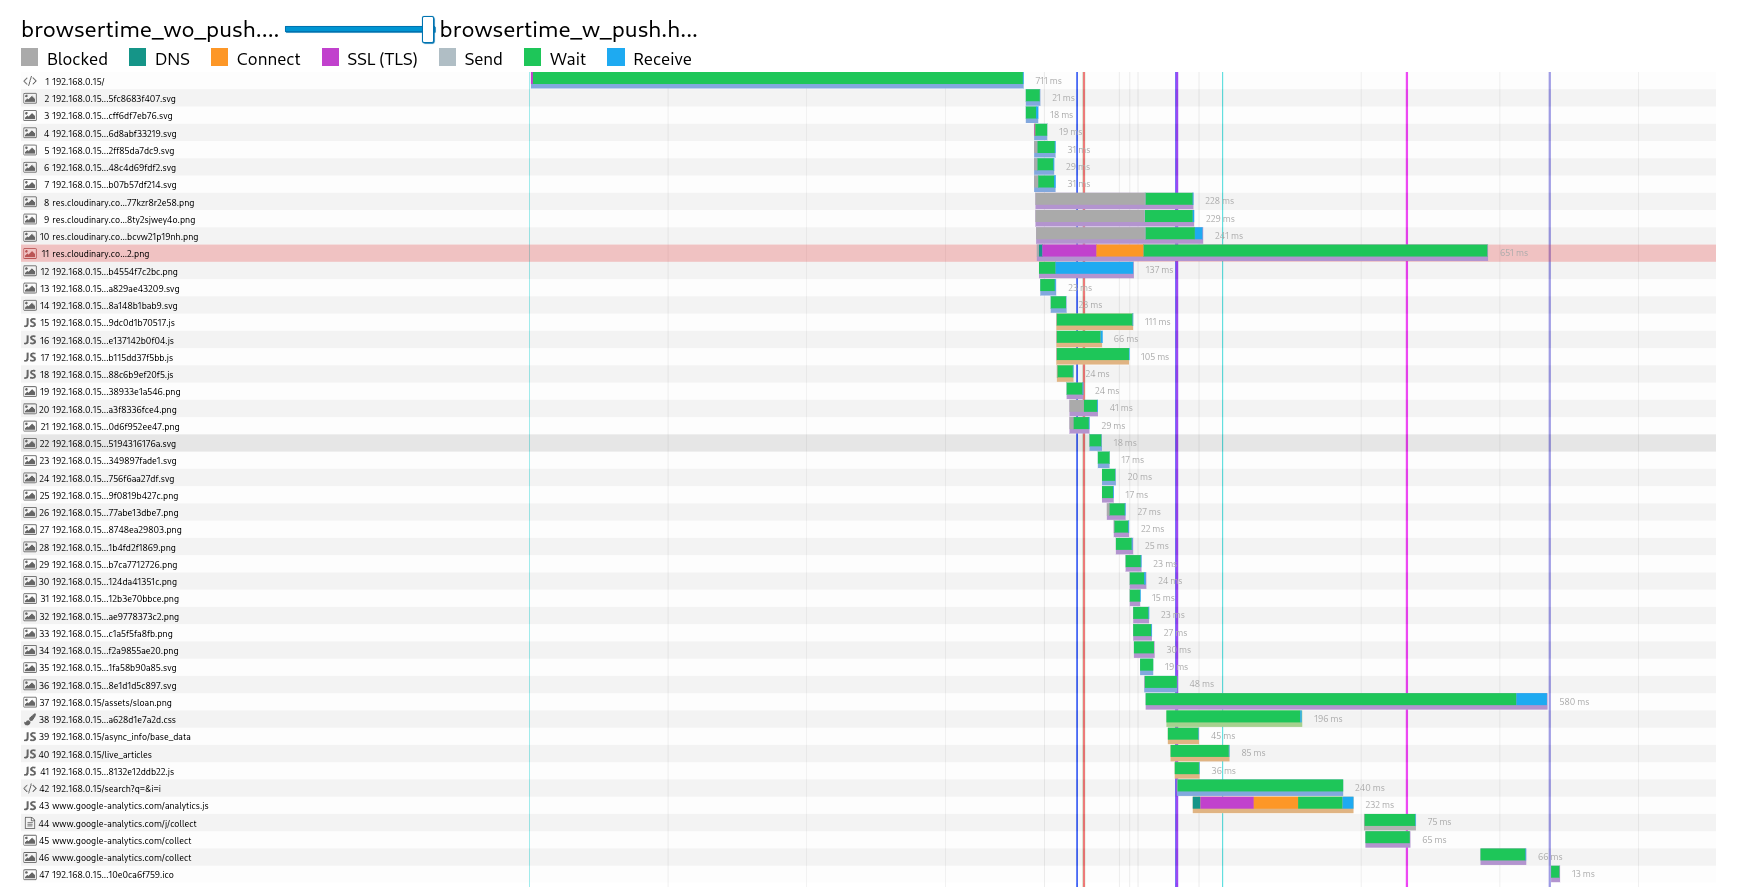 browsertime_wo_push.... browsertime_w_push.h...
Blocked DNS Connect SSL (TLS) Send Wait Receive
1 192.168.0.15/ 711 ms
2 192.168.0.15...5fc8683f407.svg 21 ms
3 192.168.0.15...cff6df7eb76.svg 18 ms
4 192.168.0.15...6d8abf33219.svg 19 ms
5 192.168.0.15...2ff85da7dc9.svg 31 ms
6 192.168.0.15...48c4d69fdf2.svg 29 ms
7 192.168.0.15...b07b57df214.svg 31 ms
8 res.cloudinary.co...77kzr8r2e58.png 228 ms
9 res.cloudinary.co...8ty2sjwey4o.png 229 ms
10 res.cloudinary.co...bcvw21p19nh.png 241 ms
11 res.cloudinary.co...2.png 651 ms
12 192.168.0.15...b4554f7c2bc.png 137 ms
13 192.168.0.15...a829ae43209.svg 23 ms
14 192.168.0.15...8a148b1bab9.svg 23 ms
15 192.168.0.15...9dc0d1b70517.js 111 ms
16 192.168.0.15...e137142b0f04.js 66 ms
17 192.168.0.15...b115dd37f5bb.js 105 ms
18 192.168.0.15...88c6b9ef20f5.js 24 ms
19 192.168.0.15...38933e1a546.png 24 ms
20 192.168.0.15...a3f8336fce4.png 41 ms
21 192.168.0.15...0d6f952ee47.png 29 ms
22 192.168.0.15...5194316176a.svg 18 ms
23 192.168.0.15...349897fade1.svg 17 ms
24 192.168.0.15...756f6aa27df.svg 20 ms
25 192.168.0.15...9f0819b427c.png 17 ms
26 192.168.0.15...77abe13dbe7.png 27 ms
27 192.168.0.15...8748ea29803.png 22 ms
28 192.168.0.15...1b4fd2f1869.png 25 ms
29 192.168.0.15...b7ca7712726.png 23 ms
30 192.168.0.15...124da41351c.png 24 ms
31 192.168.0.15...12b3e70bbce.png 15 ms
32 192.168.0.15...ae9778373c2.png 23 ms
33 192.168.0.15...c1a5f5fa8fb.png 27 ms
34 192.168.0.15...f2a9855ae20.png 30 ms
35 192.168.0.15...1fa58b90a85.svg 19 ms
36 192.168.0.15...8e1d1d5c897.svg 48 ms
37 192.168.0.15/assets/sloan.png 580 ms
38 192.168.0.15...a628d1e7a2d.css 196 ms
39 192.168.0.15/async_info/base_data 45 ms
40 192.168.0.15/live_articles 85 ms
41 192.168.0.15...8132e12ddb22.js 36 ms
42 192.168.0.15/search?q=&i=i 240 ms
43 www.google-analytics.com/analytics.js 232 ms
44 www.google-analytics.com/j/collect 75 ms
45 www.google-analytics.com/collect 65 ms
46 www.google-analytics.com/collect 66 ms
47 192.168.0.15...10e0ca6f759.ico 13 ms